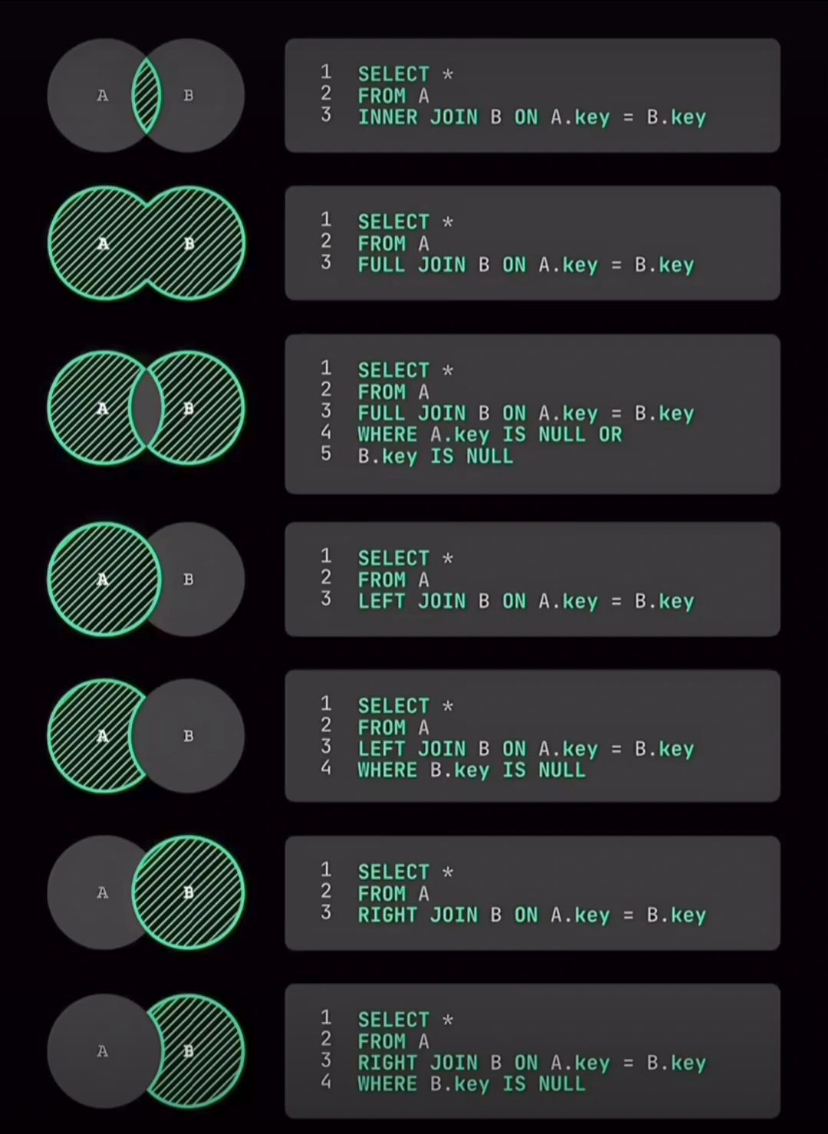 A B
1 SELECT *
2 FROM A
3 INNER JOIN B ON A.key = B.key
A B
1 SELECT *
2 FROM A
3 FULL JOIN B ON A.key = B.key
A B
1 SELECT *
2 FROM A
3 FULL JOIN B ON A.key = B.key
4 WHERE A.key IS NULL OR
5 B.key IS NULL
A B
1 SELECT *
2 FROM A
3 LEFT JOIN B ON A.key = B.key
A B
1 SELECT *
2 FROM A
3 LEFT JOIN B ON A.key = B.key
4 WHERE B.key IS NULL
A B
1 SELECT *
2 FROM A
3 RIGHT JOIN B ON A.key = B.key
A B
1 SELECT *
2 FROM A
3 RIGHT JOIN B ON A.key = B.key
4 WHERE B.key IS NULL